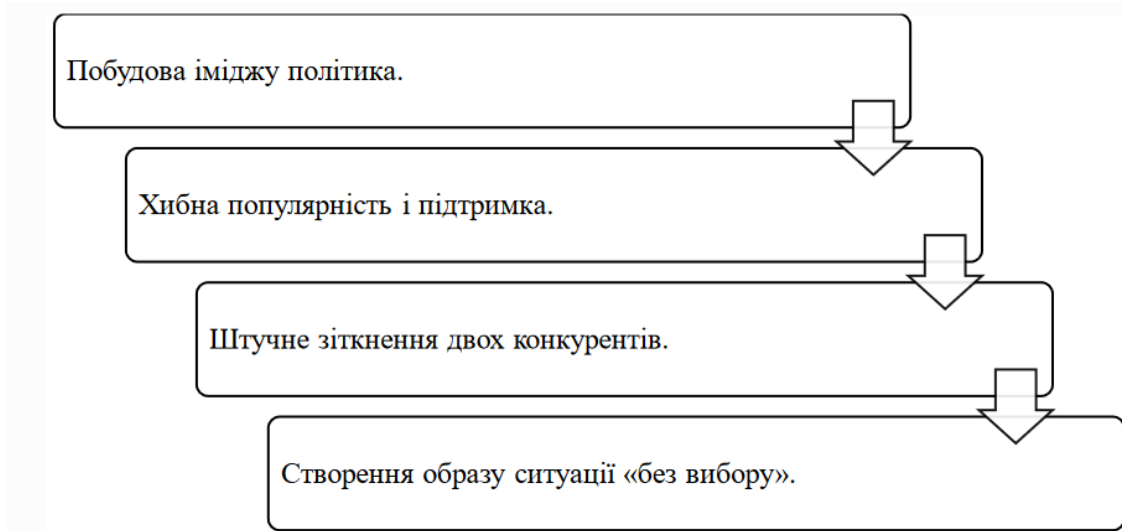 Побудова іміджу політика.
Хибна популярність і підтримка.
Штучне зіткнення двох конкурентів.
Створення образу ситуації «без вибору».